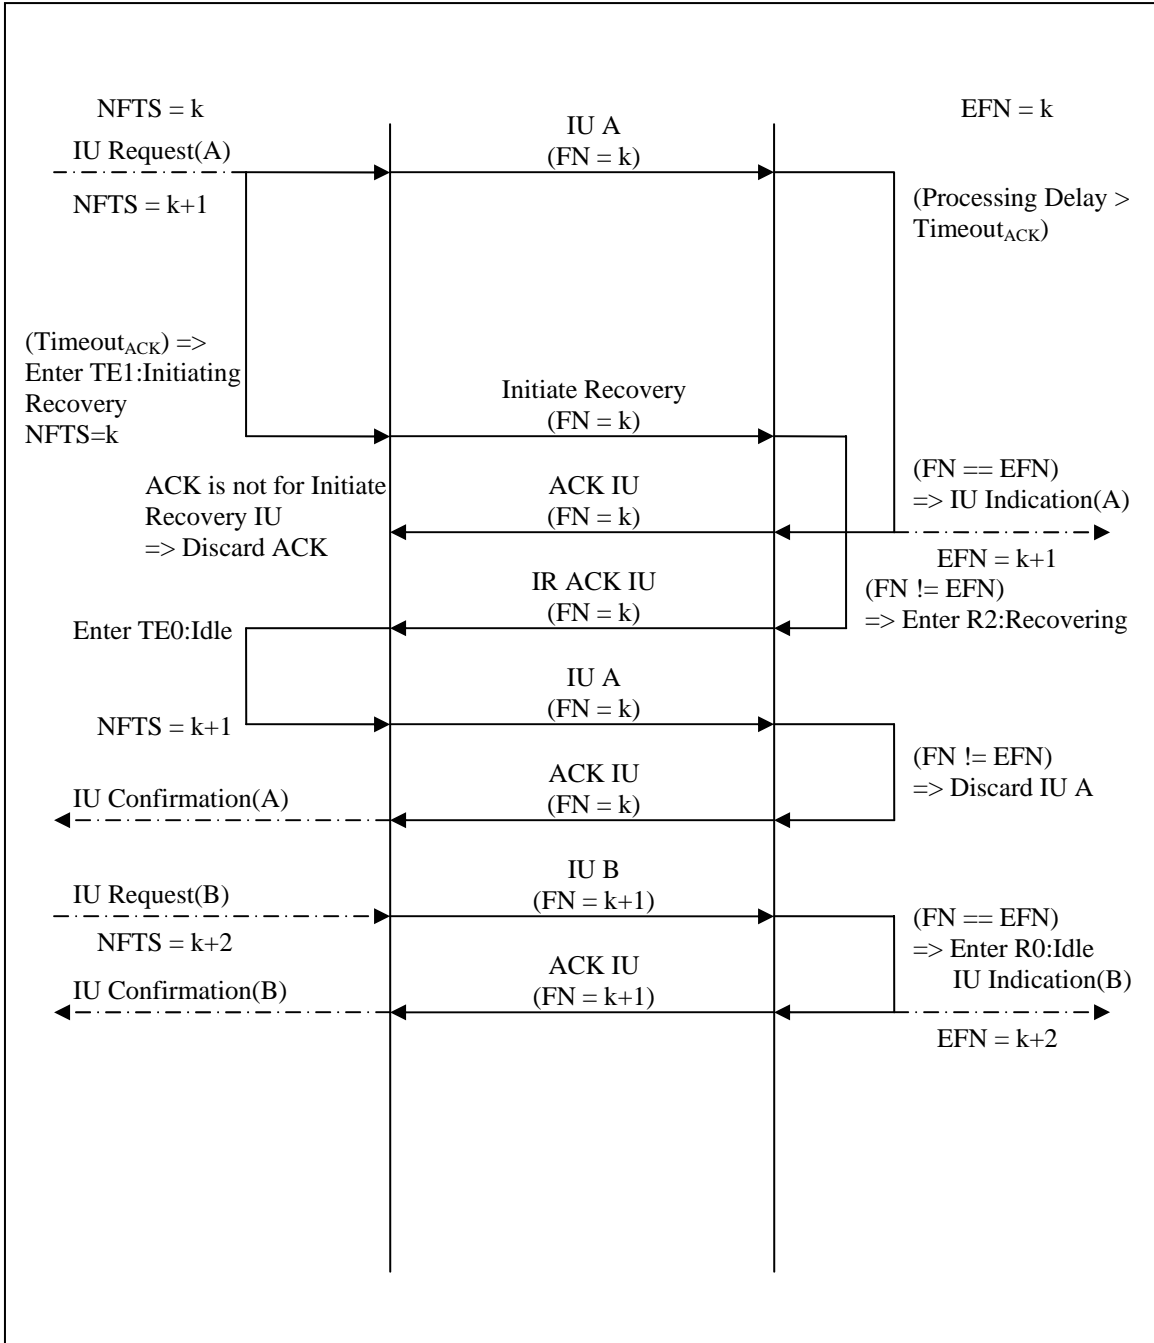 NFTS = k
EFN = k
IU A
IU Request(A)
(FN = k)
NFTS = k+1
(Processing Delay >
Timeout_ACK)
(Timeout_ACK) =>
Enter TE1:Initiating
Recovery
NFTS=k
Initiate Recovery
(FN = k)
ACK is not for Initiate
Recovery IU
=> Discard ACK
ACK IU
(FN = k)
(FN == EFN)
=> IU Indication(A)
EFN = k+1
IR ACK IU
(FN = k)
(FN != EFN)
=> Enter R2:Recovering
Enter TE0:Idle
IU A
(FN = k)
NFTS = k+1
(FN != EFN)
=> Discard IU A
ACK IU
(FN = k)
IU Confirmation(A)
IU B
(FN = k+1)
IU Request(B)
NFTS = k+2
(FN == EFN)
=> Enter R0:Idle
IU Indication(B)
ACK IU
(FN = k+1)
IU Confirmation(B)
EFN = k+2